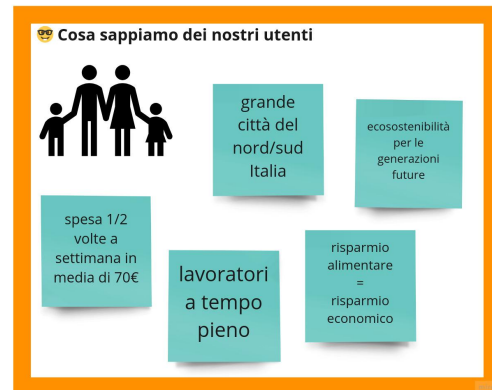 🤓 Cosa sappiamo dei nostri utenti
grande
città del
nord/sud
Italia
ecosostenibilità
per le
generazioni
future
spesa 1/2
volte a
settimana in
media di 70€
lavoratori
a tempo
pieno
risparmio
alimentare
=
risparmio
economico